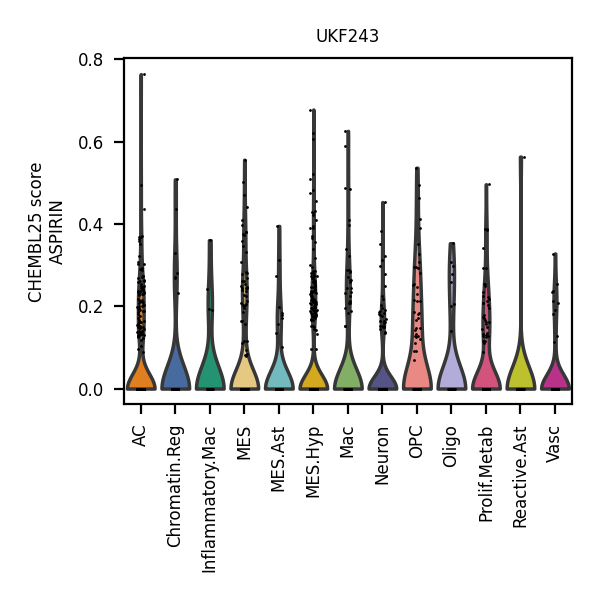 UKF243
CHEMBL25 score
ASPIRIN
0.8
0.6
0.4
0.2
0.0
AC
Chromatin.Reg
Inflammatory.Mac
MES
MES.Ast
MES.Hyp
Mac
Neuron
OPC
Oligo
Prolif.Metab
Reactive.Ast
Vasc